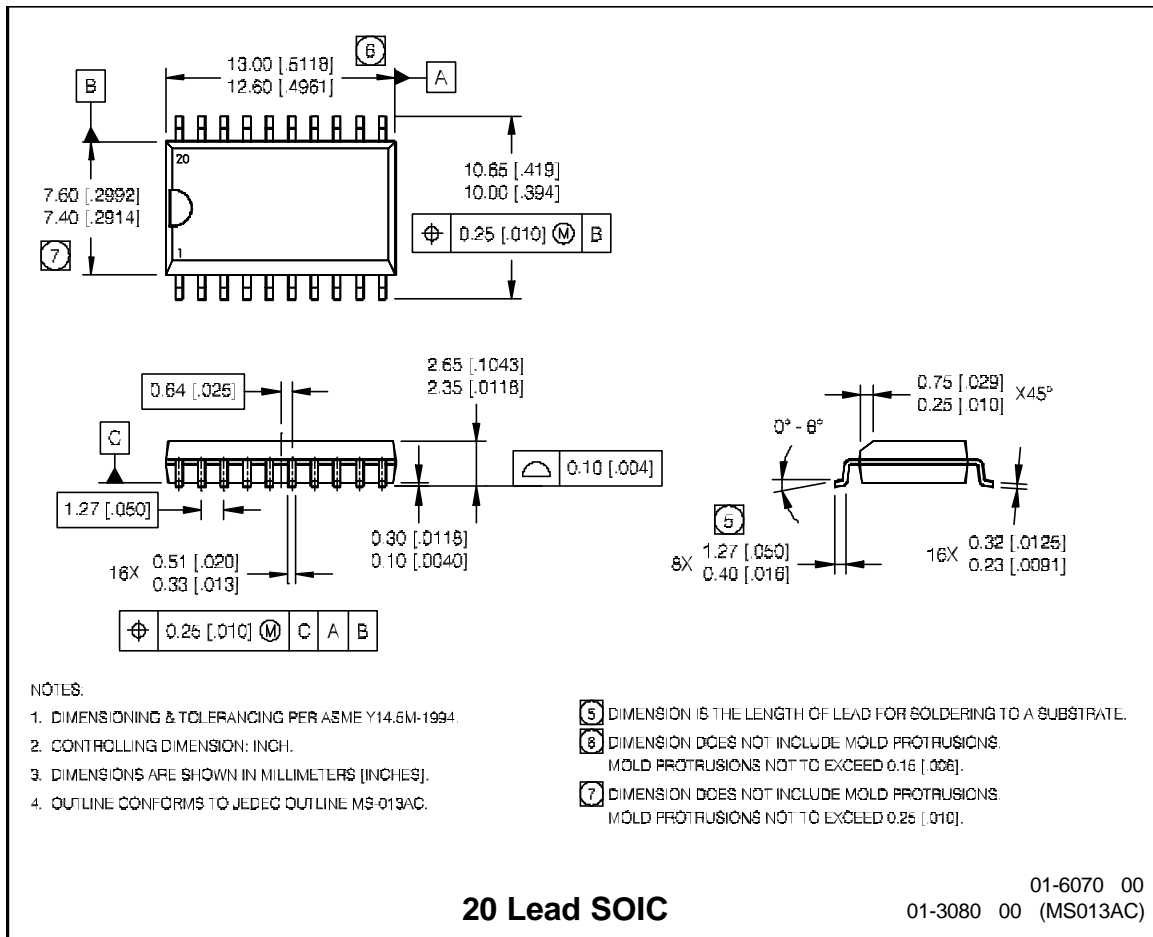 6
13.00 [.5118]
12.60 [.4961]
A
B
20
1
7.60 [.2992]
7.40 [.2914]
7
10.65 [.419]
10.00 [.394]
⌖ 0.25 [.010] Ⓜ B
0.64 [.025]
2.65 [.1043]
2.35 [.0118]
0.75 [.029]
0.25 [.010] X45°
C
0.10 [.004]
1.27 [.050]
0.30 [.0118]
0.10 [.0040]
16X 0.51 [.020]
0.33 [.013]
⌖ 0.25 [.010] Ⓜ C A B
5
8X 1.27 [.050]
0.40 [.016]
16X 0.32 [.0125]
0.23 [.0091]
NOTES.
1. DIMENSIONING & TOLERANCING PER ASME Y14.5M-1994.
2. CONTROLLING DIMENSION: INCH.
3. DIMENSIONS ARE SHOWN IN MILLIMETERS [INCHES].
4. OUTLINE CONFORMS TO JEDEC OUTLINE MS-013AC.
5 DIMENSION IS THE LENGTH OF LEAD FOR SOLDERING TO A SUBSTRATE.
6 DIMENSION DOES NOT INCLUDE MOLD PROTRUSIONS.
MOLD PROTRUSIONS NOT TO EXCEED 0.15 [.006].
7 DIMENSION DOES NOT INCLUDE MOLD PROTRUSIONS.
MOLD PROTRUSIONS NOT TO EXCEED 0.25 [.010].
20 Lead SOIC
01-6070 00
01-3080 00 (MS013AC)